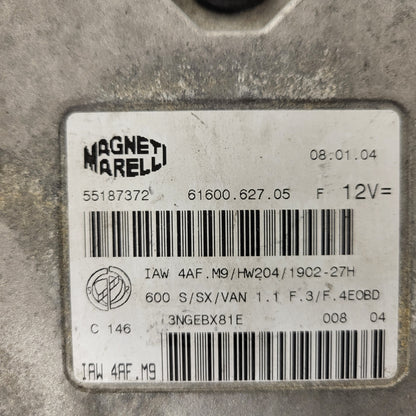 MAGNETI
MARELLI
08.01.04
55187372 61600.627.05 F 12V=
IAW 4AF.M9/HW204/1902-27H
600 S/SX/VAN 1.1 F.3/F.4EOBD
C 146 3NGEBX81E 008 04
IAW 4AF.M9